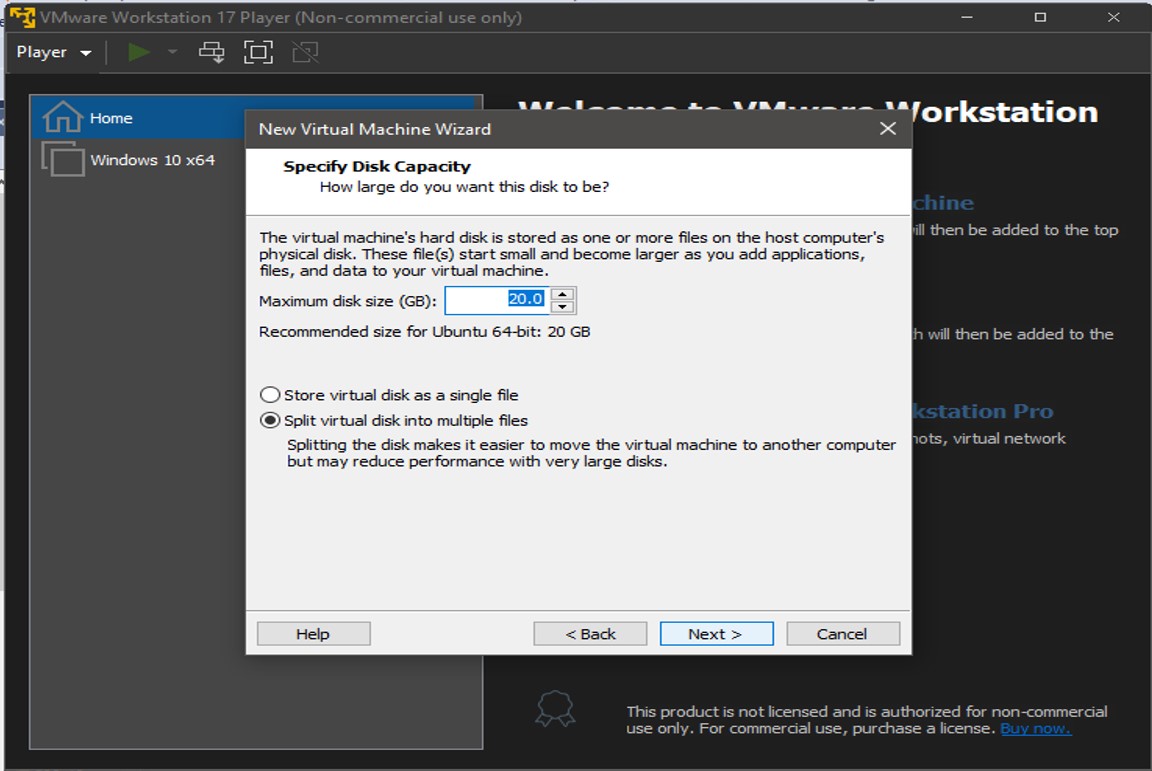 VMware Workstation 17 Player (Non-commercial use only)
Player
Home
Windows 10 x64
Workstation
New Virtual Machine Wizard
Specify Disk Capacity
How large do you want this disk to be?
The virtual machine's hard disk is stored as one or more files on the host computer's
physical disk. These file(s) start small and become larger as you add applications,
files, and data to your virtual machine.
Maximum disk size (GB): 20.0
Recommended size for Ubuntu 64-bit: 20 GB
Store virtual disk as a single file
Split virtual disk into multiple files
Splitting the disk makes it easier to move the virtual machine to another computer
but may reduce performance with very large disks.
Help
< Back
Next >
Cancel
will then be added to the top
will then be added to the
Pro
virtual network
This product is not licensed and is authorized for non-commercial
use only. For commercial use, purchase a license. Buy now.